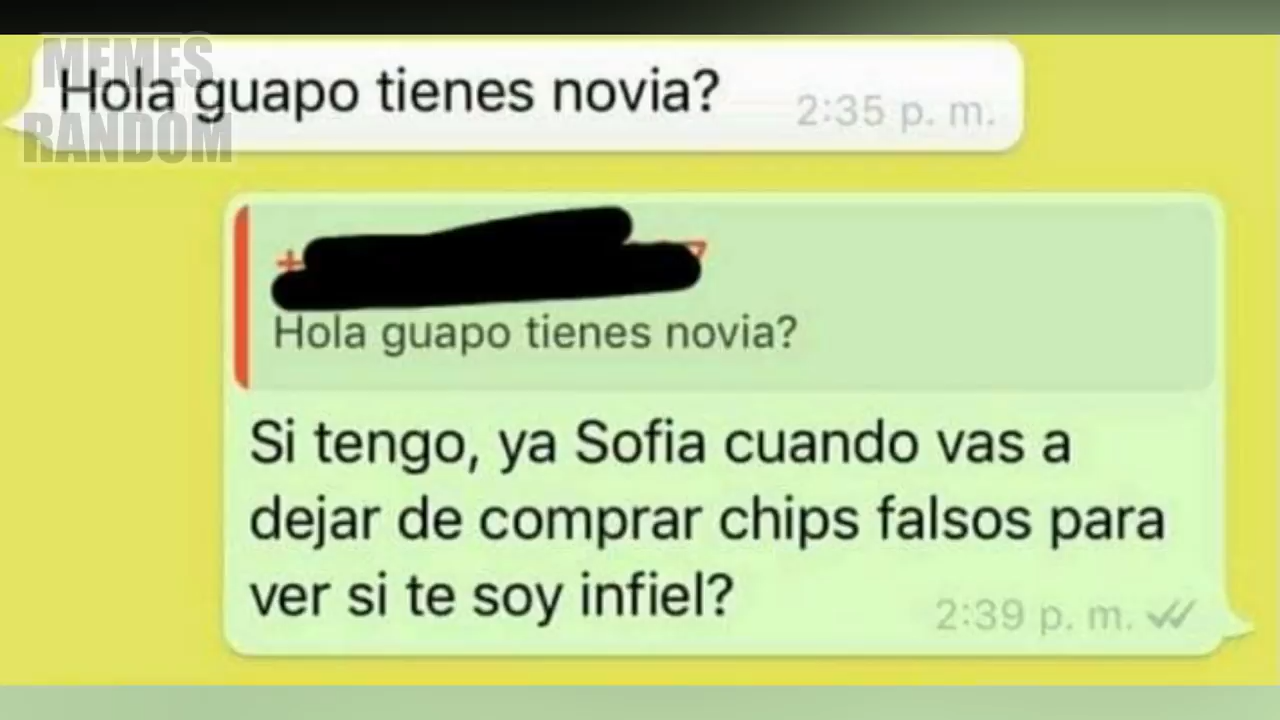 MEMES
RANDOM
Hola guapo tienes novia?
2:35 p. m.
Hola guapo tienes novia?
Si tengo, ya Sofia cuando vas a
dejar de comprar chips falsos para
ver si te soy infiel?
2:39 p. m.